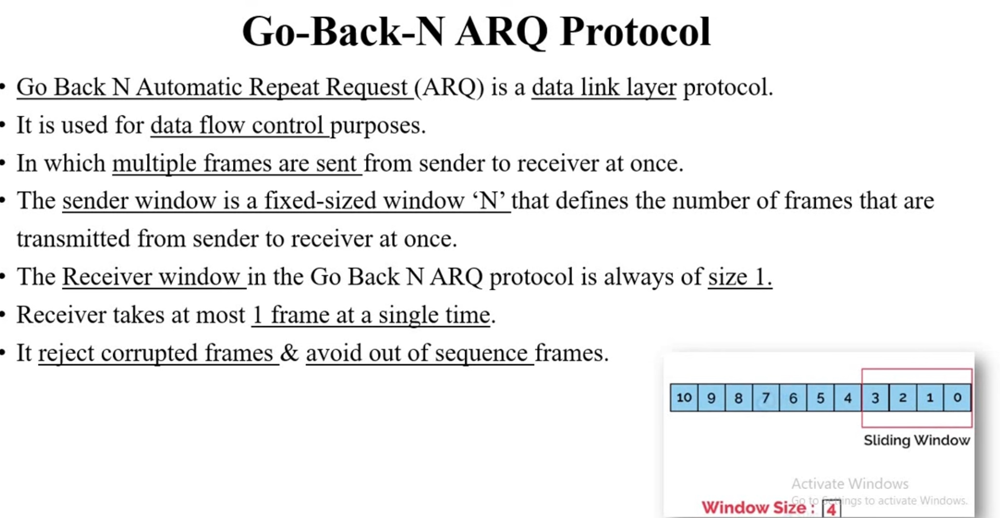 Go-Back-N ARQ Protocol
• Go Back N Automatic Repeat Request (ARQ) is a data link layer protocol.
• It is used for data flow control purposes.
• In which multiple frames are sent from sender to receiver at once.
• The sender window is a fixed-sized window ‘N’ that defines the number of frames that are
transmitted from sender to receiver at once.
• The Receiver window in the Go Back N ARQ protocol is always of size 1.
• Receiver takes at most 1 frame at a single time.
• It reject corrupted frames & avoid out of sequence frames.
10 9 8 7 6 5 4 3 2 1 0
Sliding Window
Activate Windows
Go to Settings to activate Windows.
Window Size : 4